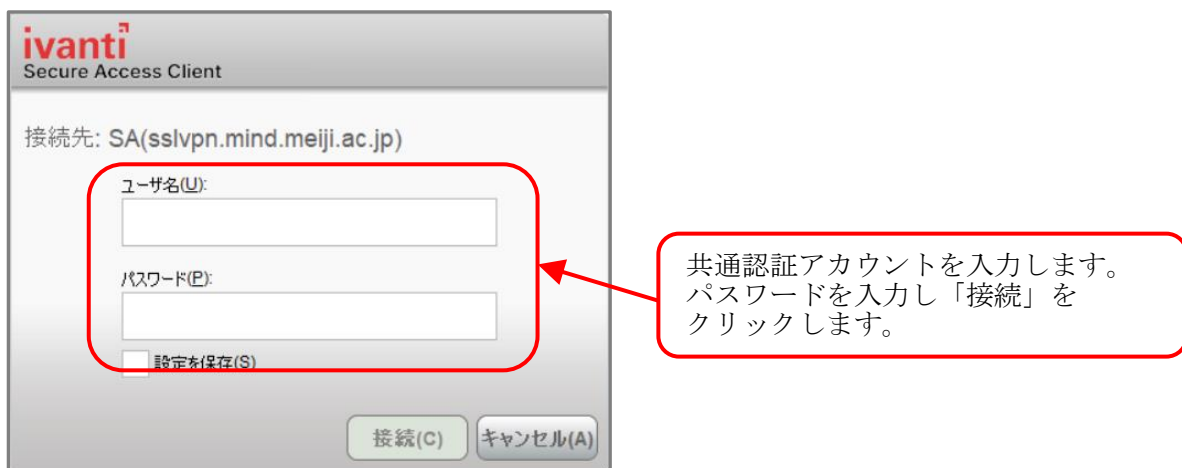 ivanti
Secure Access Client
接続先: SA(sslvpn.mind.meiji.ac.jp)
ユーザ名(U):
パスワード(P):
設定を保存(S)
接続(C)
キャンセル(A)
共通認証アカウントを入力します。
パスワードを入力し「接続」を
クリックします。